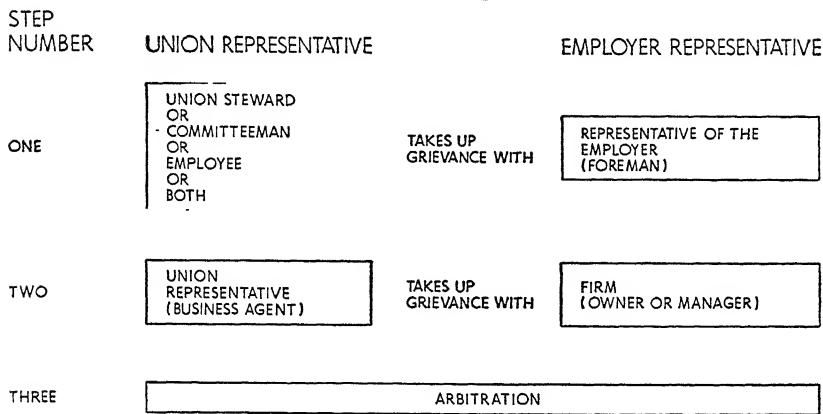 STEP
NUMBER
UNION REPRESENTATIVE
EMPLOYER REPRESENTATIVE
ONE
UNION STEWARD
OR
- COMMITTEEMAN
OR
EMPLOYEE
OR
BOTH
TAKES UP
GRIEVANCE WITH
REPRESENTATIVE OF THE
EMPLOYER
(FOREMAN)
TWO
UNION
REPRESENTATIVE
(BUSINESS AGENT)
TAKES UP
GRIEVANCE WITH
FIRM
(OWNER OR MANAGER)
THREE
ARBITRATION